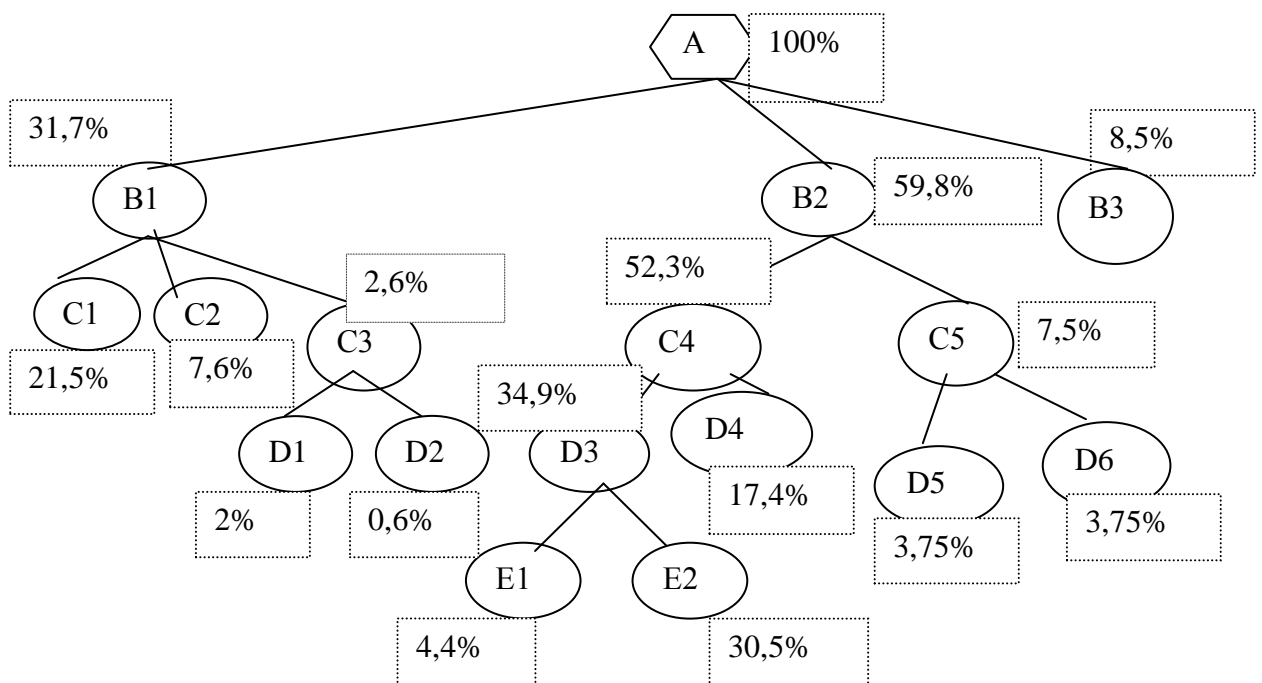 A
100%
31,7%
8,5%
B1
B2
59,8%
B3
52,3%
2,6%
C1
C2
C3
C4
C5
7,5%
21,5%
7,6%
34,9%
D1
D2
D3
D4
D5
D6
2%
0,6%
17,4%
3,75%
3,75%
E1
E2
4,4%
30,5%